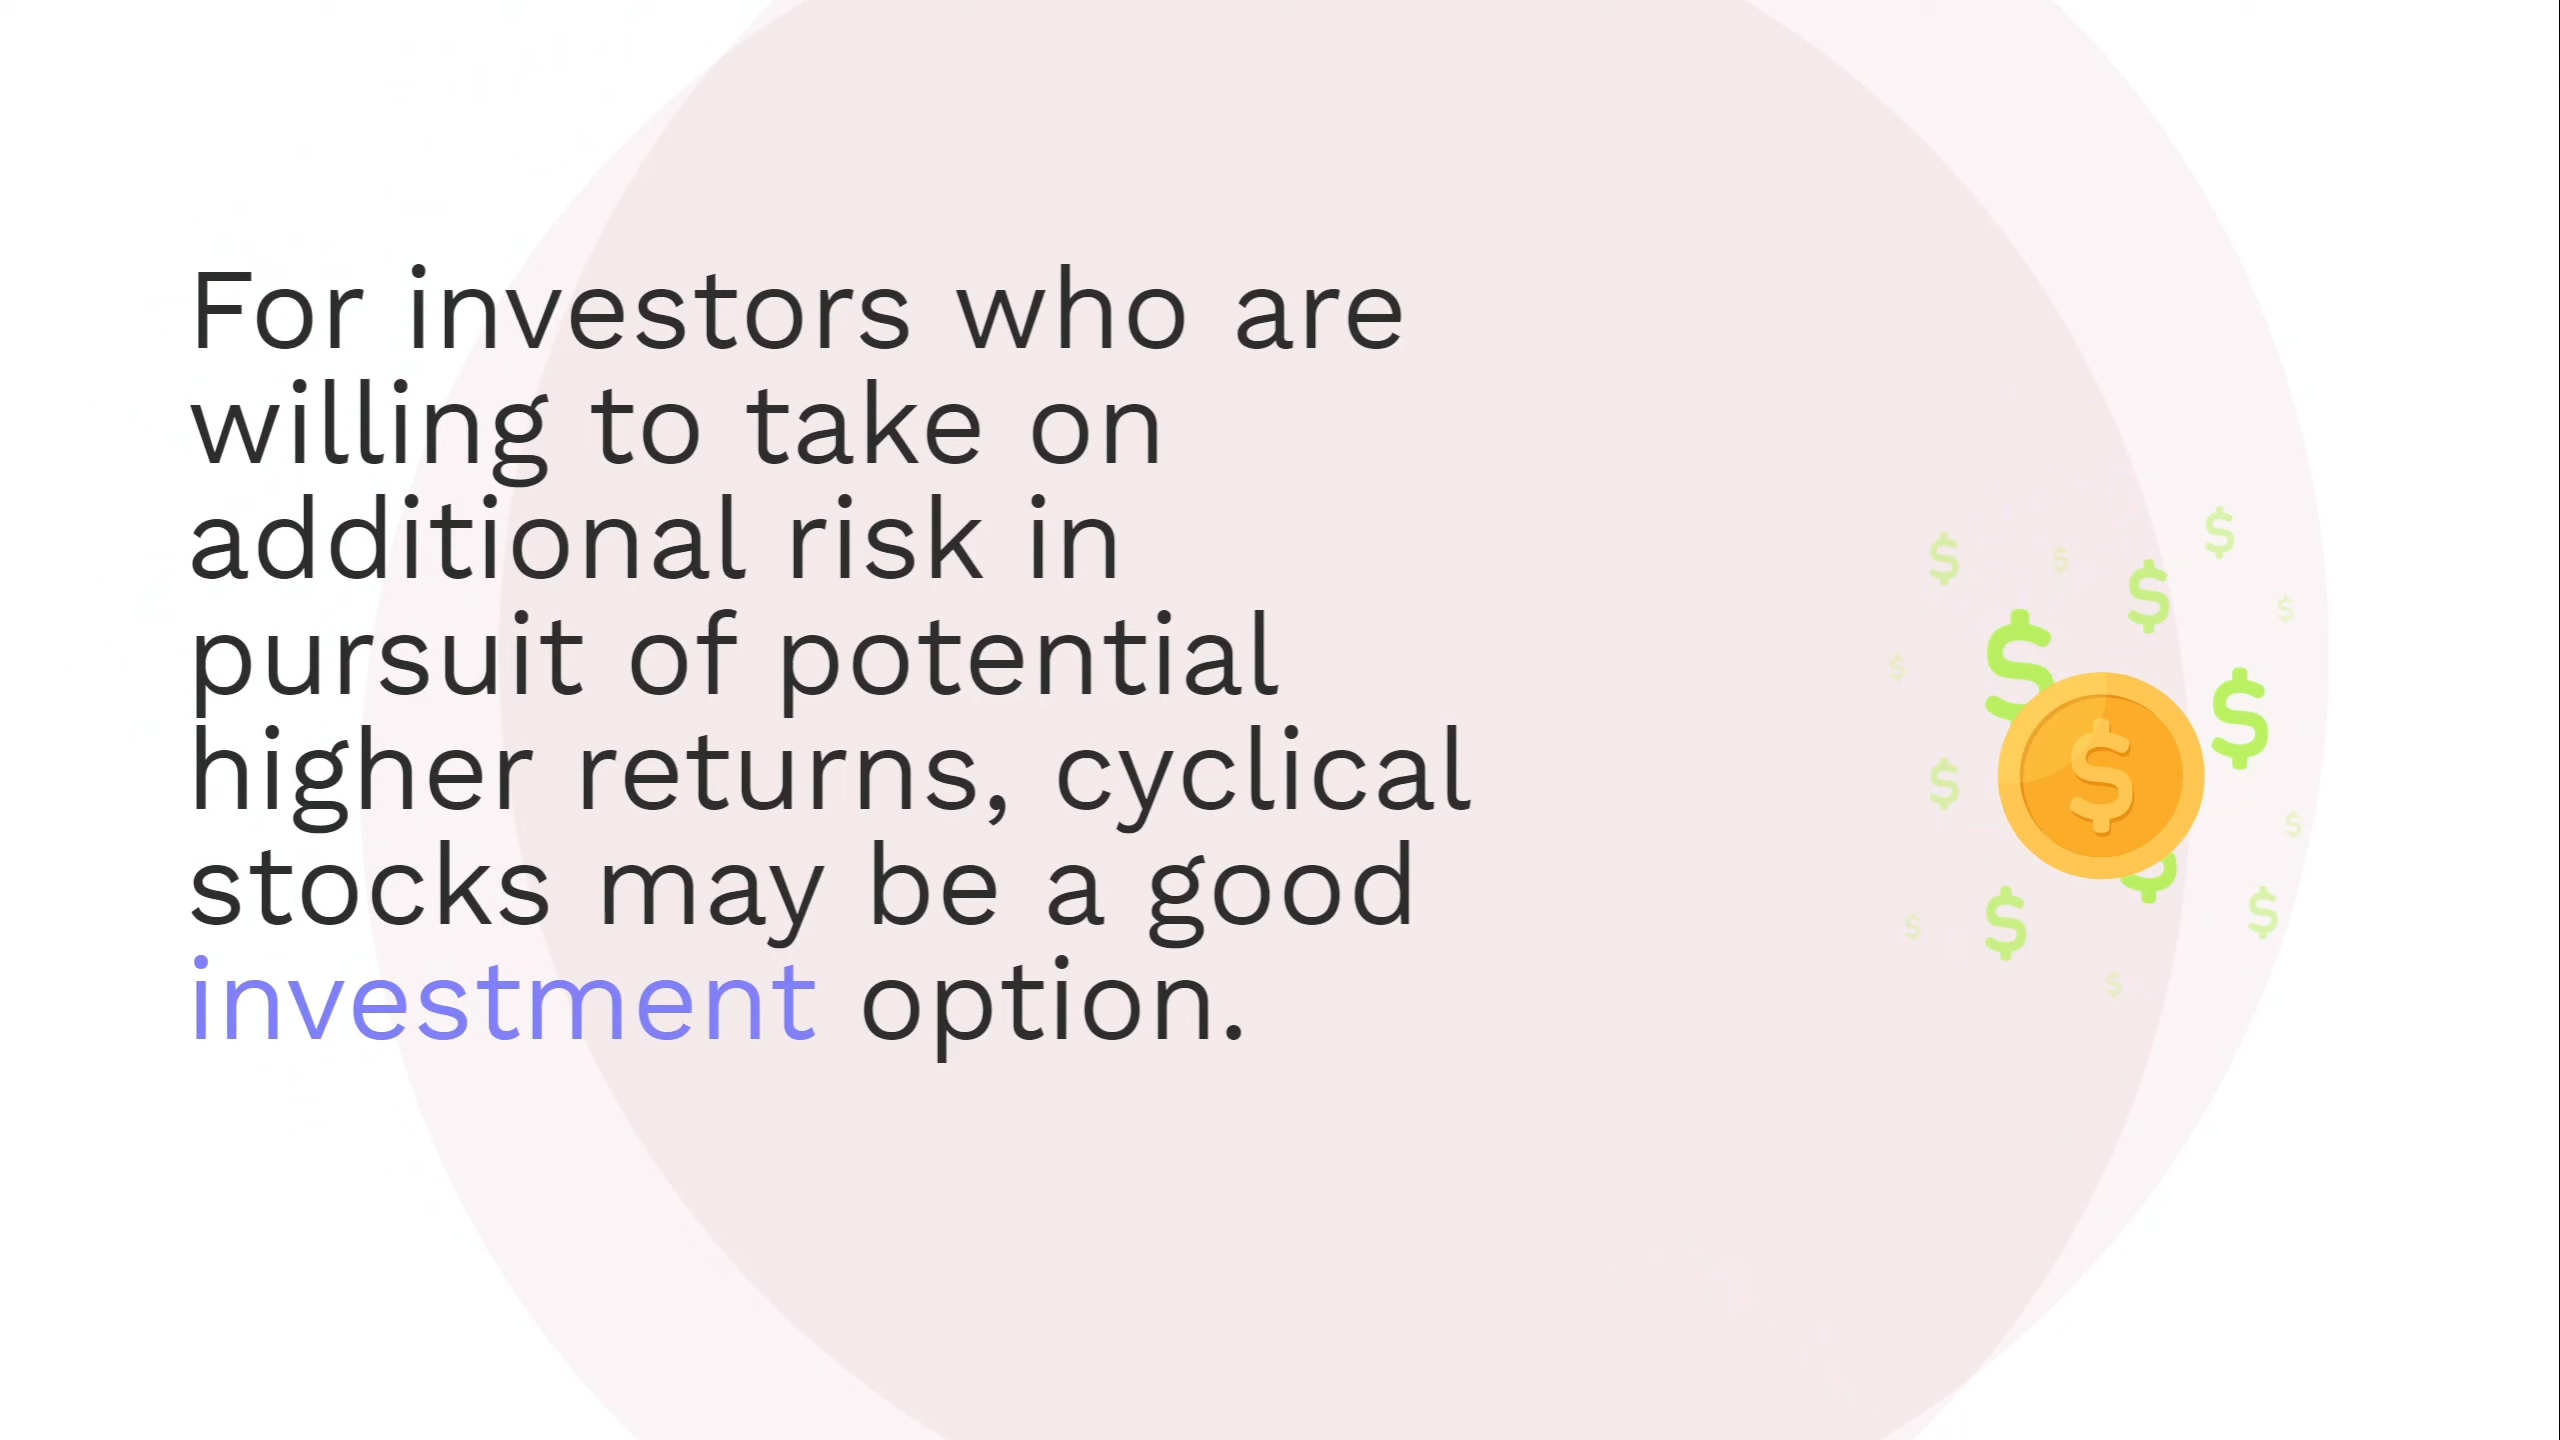 For investors who are
willing to take on
additional risk in
pursuit of potential
higher returns, cyclical
stocks may be a good
investment option.